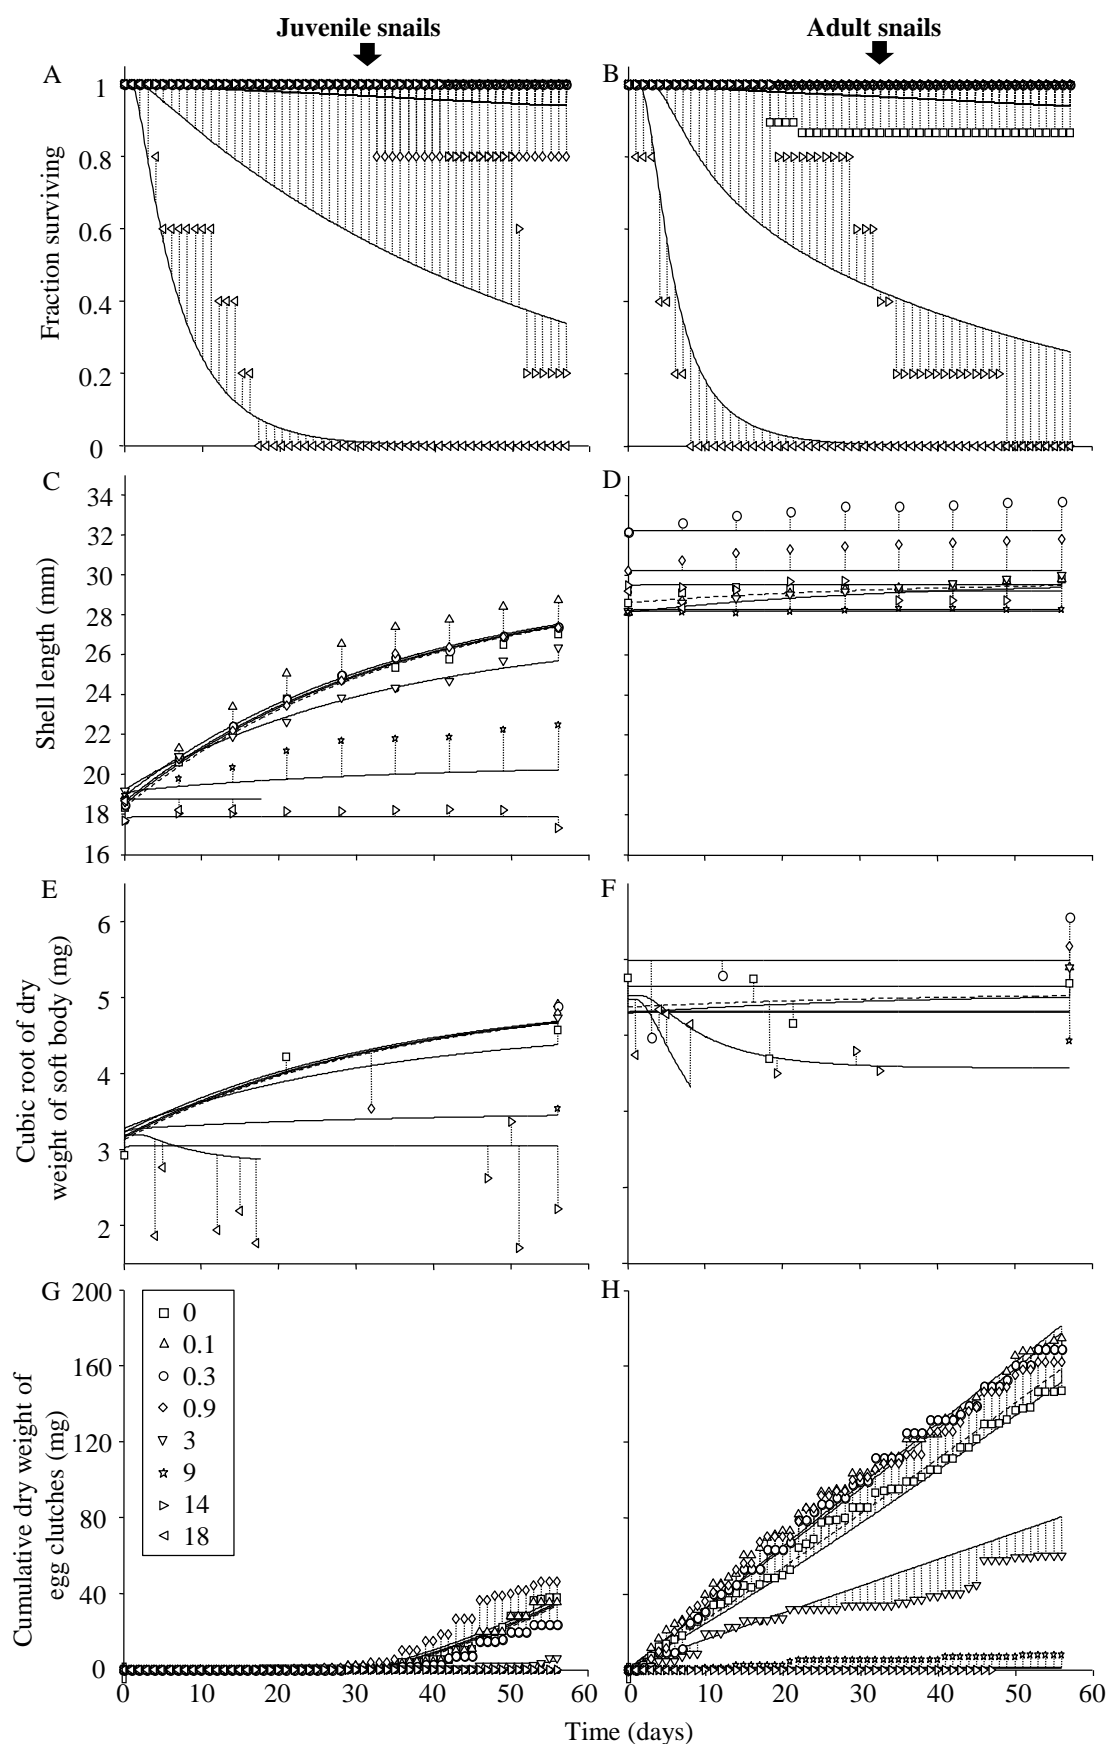 Juvenile snails
Adult snails
A
B
1
0.8
0.6
0.4
0.2
0
Fraction surviving
C
D
34
32
30
28
26
24
22
20
18
16
Shell length (mm)
E
F
6
5
4
3
2
Cubic root of dry
weight of soft body (mg)
G
H
200
160
120
80
40
0
Cumulative dry weight of
egg clutches (mg)
0
0.1
0.3
0.9
3
9
14
18
0 10 20 30 40 50 60
0 10 20 30 40 50 60
Time (days)